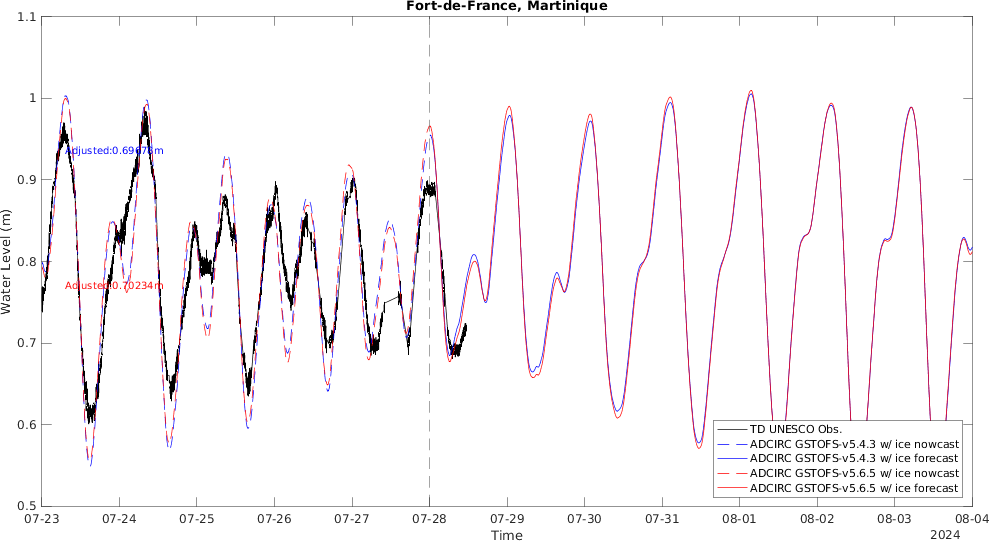 Fort-de-France, Martinique
1.1
1
0.9
0.8
0.7
0.6
0.5
Water Level (m)
Adjusted:0.69673m
Adjusted:0.70234m
TD UNESCO Obs.
ADCIRC GSTOFS-v5.4.3 w/ ice nowcast
ADCIRC GSTOFS-v5.4.3 w/ ice forecast
ADCIRC GSTOFS-v5.6.5 w/ ice nowcast
ADCIRC GSTOFS-v5.6.5 w/ ice forecast
07-23 07-24 07-25 07-26 07-27 07-28 07-29 07-30 07-31 08-01 08-02 08-03 08-04
Time
2024